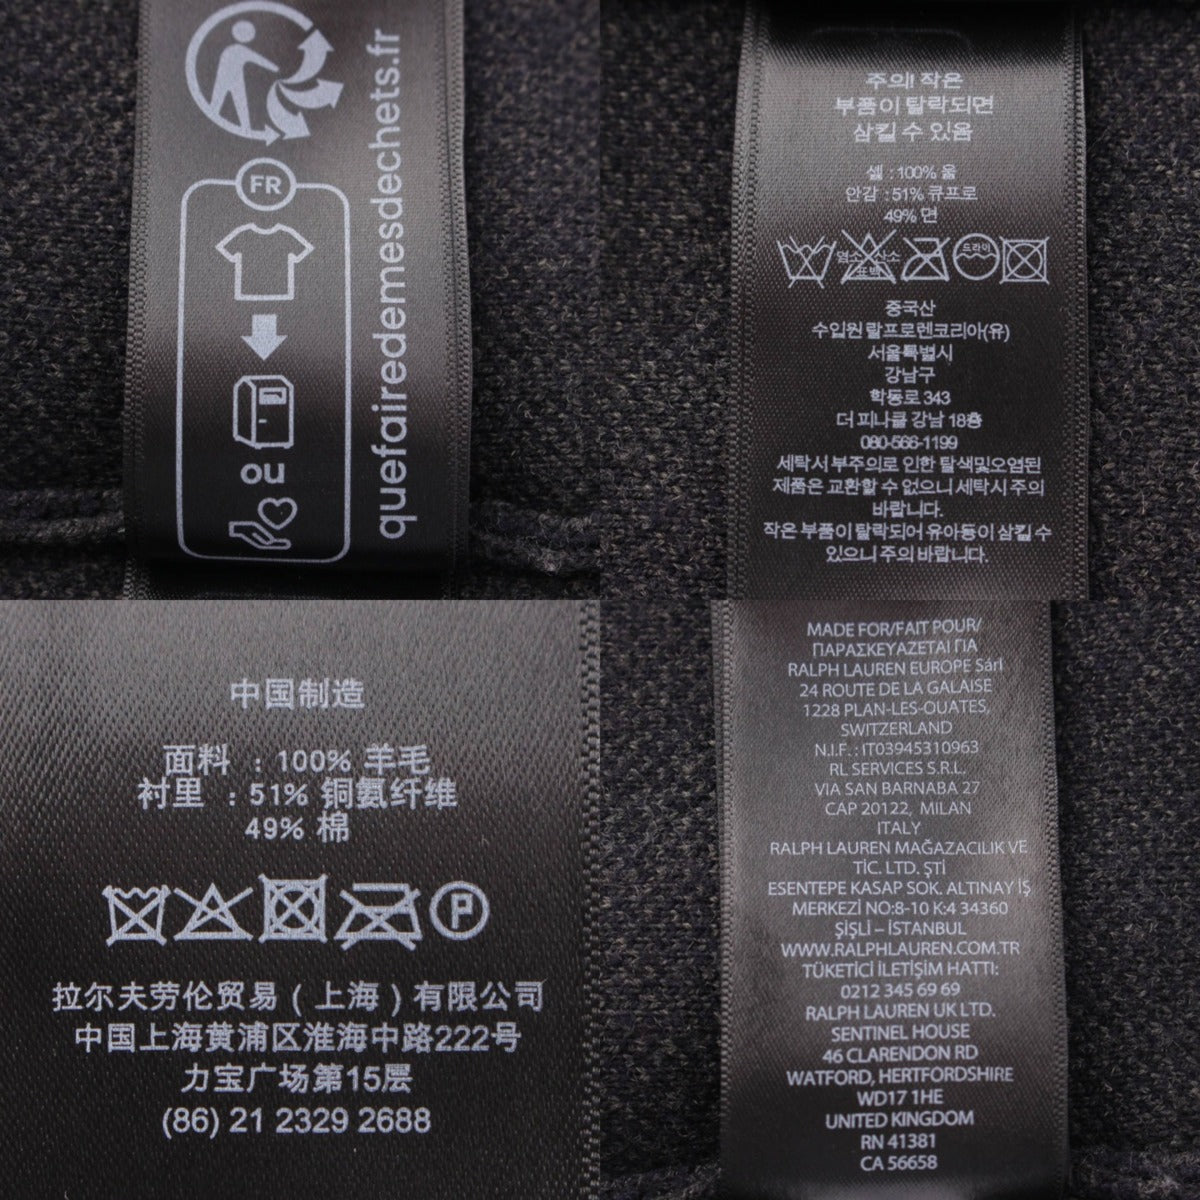 FR
ou
quefairedemesdechets.fr
주의! 작은
부품이 탈락되면
삼킬 수 있음
셸 : 100% 울
안감 : 51% 큐프로
49% 면
염소 산소
표백
드라이
중국산
수입원 랄프로렌코리아(유)
서울특별시
강남구
학동로 343
더 피나클 강남 18층
080-566-1199
세탁서 부주의로 인한 탈색및오염된
제품은 교환할 수 없으니 세탁시 주의
바랍니다.
작은 부품이 탈락되어 유아등이 삼킬 수
있으니 주의 바랍니다.
中国制造
面料 : 100% 羊毛
衬里 : 51% 铜氨纤维
49% 棉
P
拉尔夫劳伦贸易（上海）有限公司
中国上海黄浦区淮海中路222号
力宝广场第15层
(86) 21 2329 2688
MADE FOR/FAIT POUR/
ΠΑΡΑΣΚΕΥΑΖΕΤΑΙ ΓΙΑ
RALPH LAUREN EUROPE Sárl
24 ROUTE DE LA GALAISE
1228 PLAN-LES-OUATES,
SWITZERLAND
N.I.F. : IT03945310963
RL SERVICES S.R.L.
VIA SAN BARNABA 27
CAP 20122, MILAN
ITALY
RALPH LAUREN MAĞAZACILIK VE
TİC. LTD. ŞTİ
ESENTEPE KASAP SOK. ALTINAY İŞ
MERKEZİ NO:8-10 K:4 34360
ŞİŞLİ – İSTANBUL
WWW.RALPHLAUREN.COM.TR
TÜKETİCİ İLETİŞİM HATTI:
0212 345 69 69
RALPH LAUREN UK LTD.
SENTINEL HOUSE
46 CLARENDON RD
WATFORD, HERTFORDSHIRE
WD17 1HE
UNITED KINGDOM
RN 41381
CA 56658